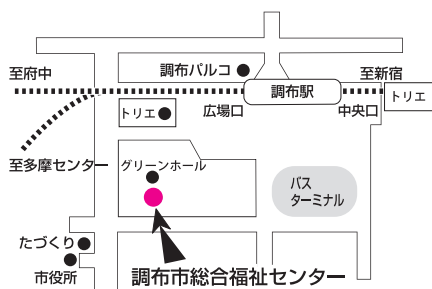 調布パルコ
至府中
至新宿
調布駅
トリエ
トリエ
広場口
中央口
至多摩センター
グリーンホール
バス
ターミナル
たづくり
市役所
調布市総合福祉センター